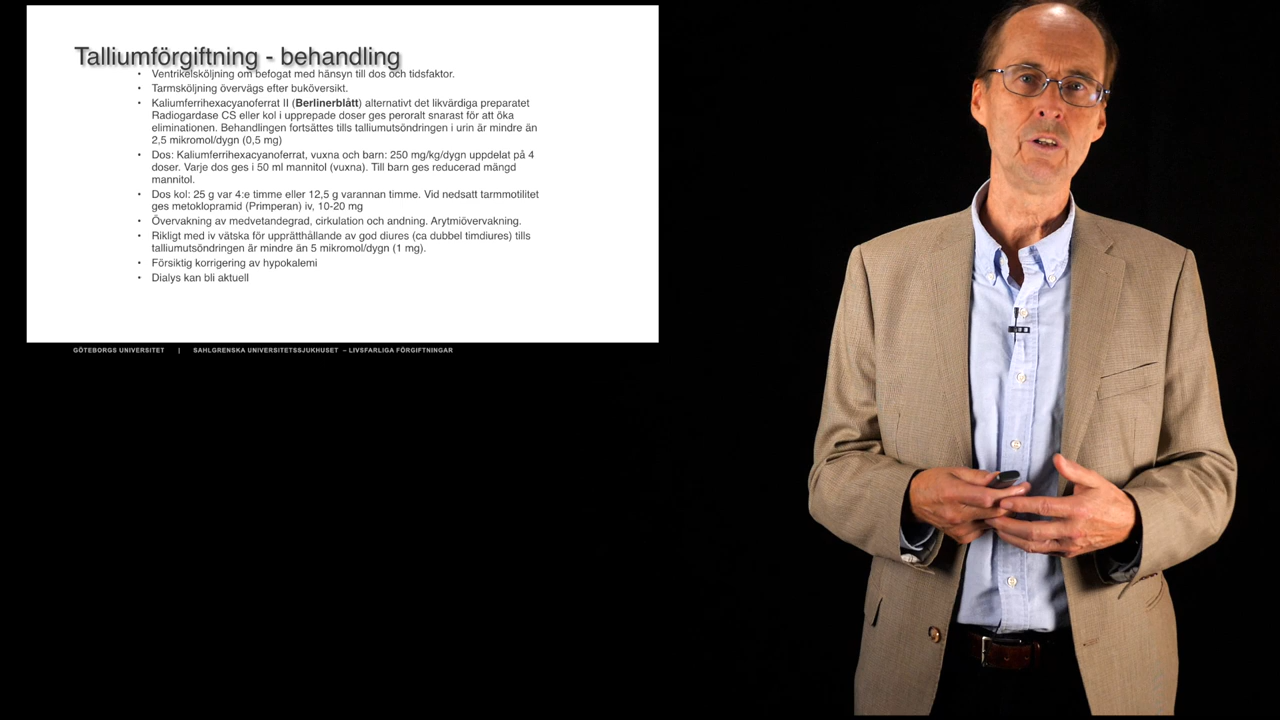 Talliumförgiftning - behandling
• Ventrikelsköljning om befogat med hänsyn till dos och tidsfaktor.
• Tarmsköljning övervägs efter buköversikt.
• Kaliumferrihexacyanoferrat II (Berlinerblått) alternativt det likvärdiga preparatet
Radiogardase CS eller kol i upprepade doser ges peroralt snarast för att öka
eliminationen. Behandlingen fortsättes tills talliumutsöndringen i urin är mindre än
2,5 mikromol/dygn (0,5 mg)
• Dos: Kaliumferrihexacyanoferrat, vuxna och barn: 250 mg/kg/dygn uppdelat på 4
doser. Varje dos ges i 50 ml mannitol (vuxna). Till barn ges reducerad mängd
mannitol.
• Dos kol: 25 g var 4:e timme eller 12,5 g varannan timme. Vid nedsatt tarmmotilitet
ges metoklopramid (Primperan) iv, 10-20 mg
• Övervakning av medvetandegrad, cirkulation och andning. Arytmiövervakning.
• Rikligt med iv vätska för upprätthållande av god diures (ca dubbel timdiures) tills
talliumutsöndringen är mindre än 5 mikromol/dygn (1 mg).
• Försiktig korrigering av hypokalemi
• Dialys kan bli aktuell
GÖTEBORGS UNIVERSITET | SAHLGRENSKA UNIVERSITETSSJUKHUSET – LIVSFARLIGA FÖRGIFTNINGAR